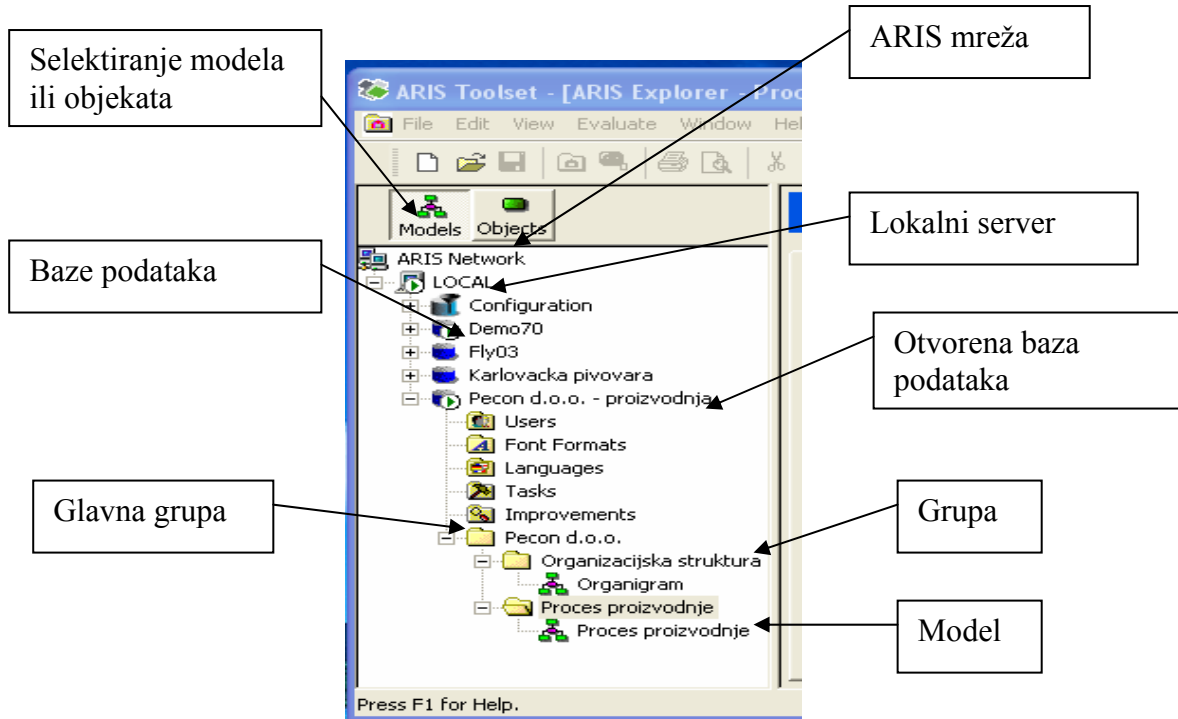 Selektiranje modela
ili objekata
ARIS mreža
ARIS Toolset - [ARIS Explorer - Proc
File Edit View Evaluate Window Hel
Models Objects
Lokalni server
Baze podataka
ARIS Network
LOCAL
Configuration
Demo70
Fly03
Karlovacka pivovara
Pecon d.o.o. - proizvodnja
Otvorena baza
podataka
Users
Font Formats
Languages
Tasks
Improvements
Glavna grupa
Pecon d.o.o.
Grupa
Organizacijska struktura
Organigram
Proces proizvodnje
Proces proizvodnje
Model
Press F1 for Help.